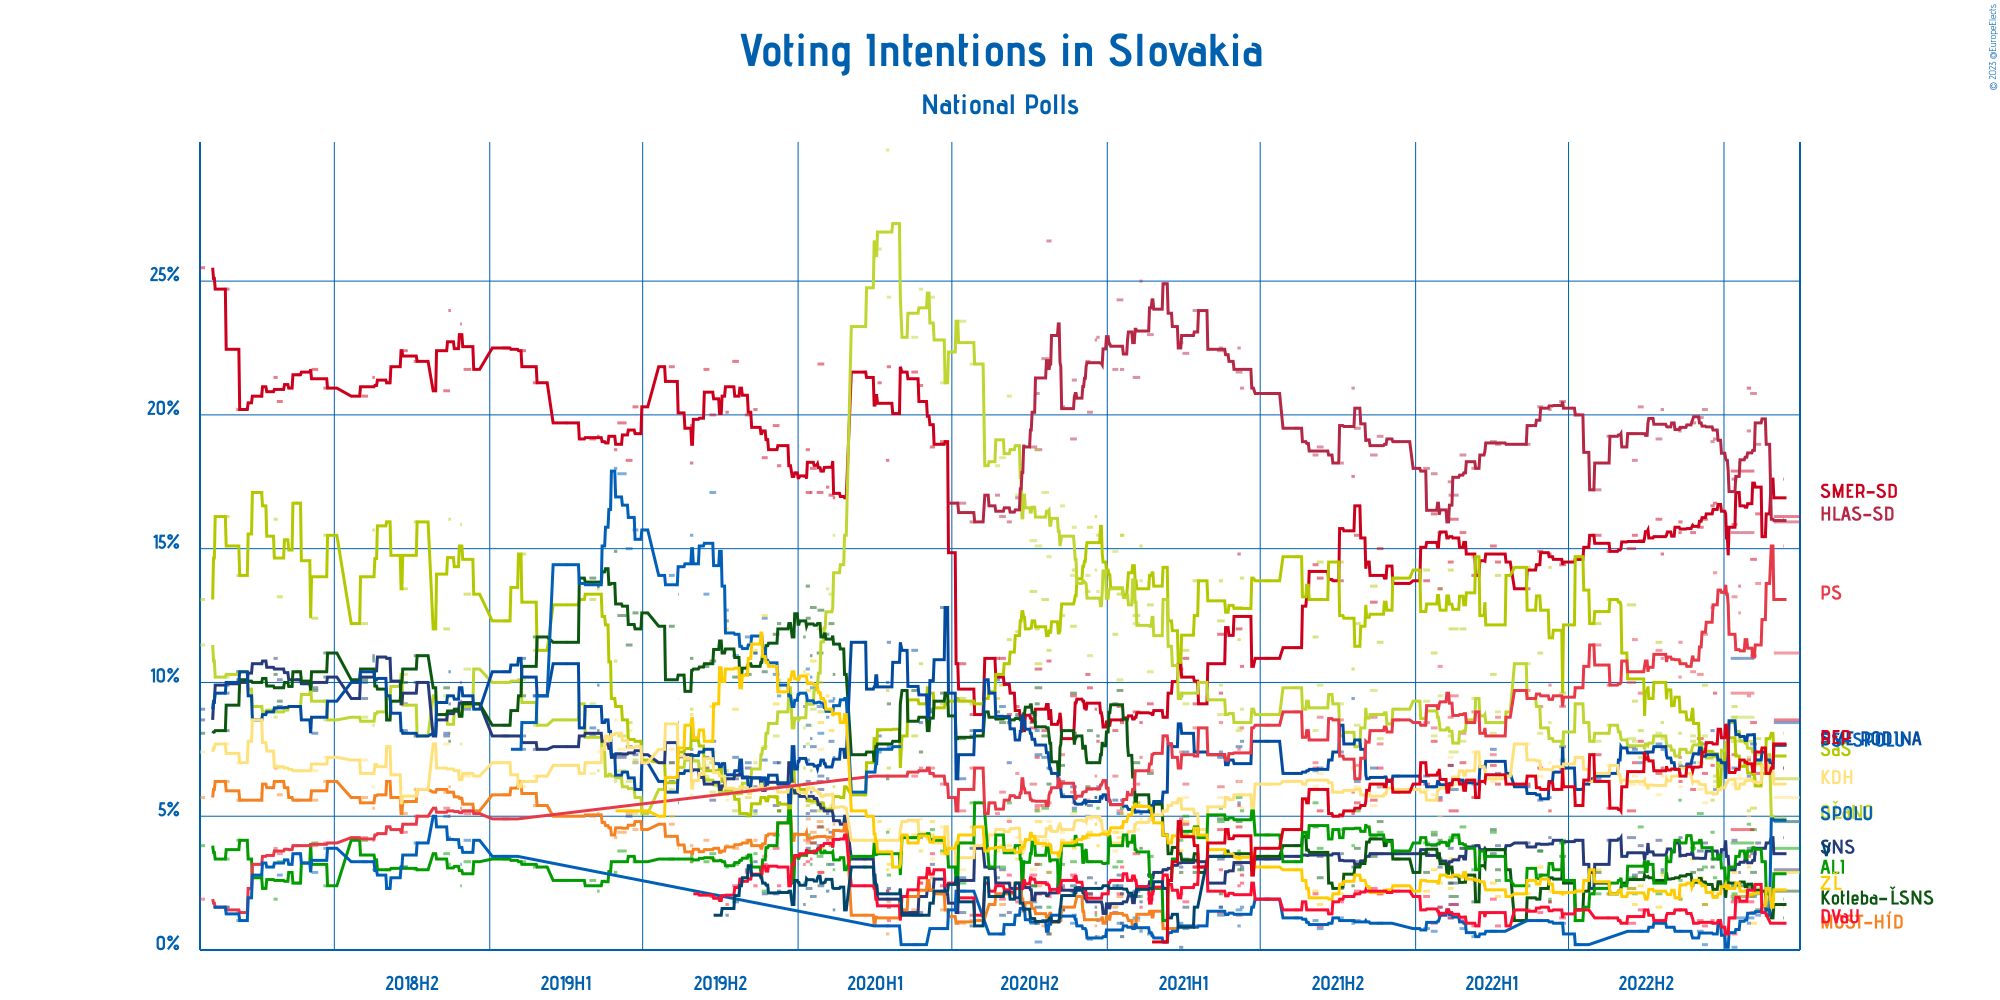 Voting Intentions in Slovakia
National Polls
© 2023 @EuropeElects
25%
20%
15%
10%
5%
0%
2018H2
2019H1
2019H2
2020H1
2020H2
2021H1
2021H2
2022H1
2022H2
SMER-SD
HLAS-SD
PS
SaS
KDH
SPOLU
SNS
ALI
ZL
Kotleba-ĽSNS
DVaU
MOST-HÍD